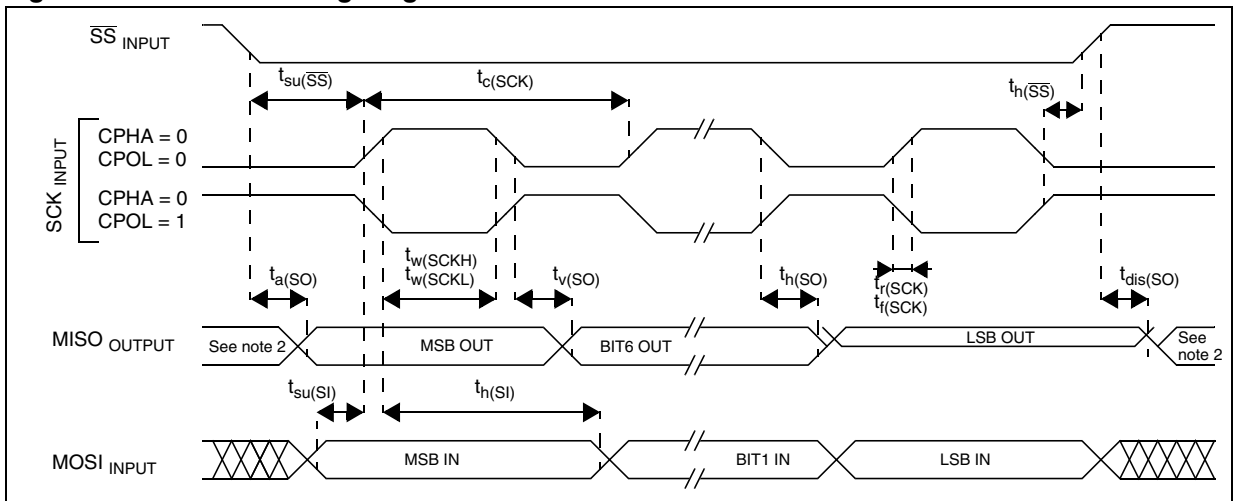 SS INPUT
tsu(SS)
tc(SCK)
th(SS)
SCK INPUT
CPHA = 0
CPOL = 0
CPHA = 0
CPOL = 1
ta(SO)
tw(SCKH)
tw(SCKL)
tv(SO)
th(SO)
tr(SCK)
tf(SCK)
tdis(SO)
MISO OUTPUT
See note 2
MSB OUT
BIT6 OUT
LSB OUT
See
note 2
tsu(SI)
th(SI)
MOSI INPUT
MSB IN
BIT1 IN
LSB IN